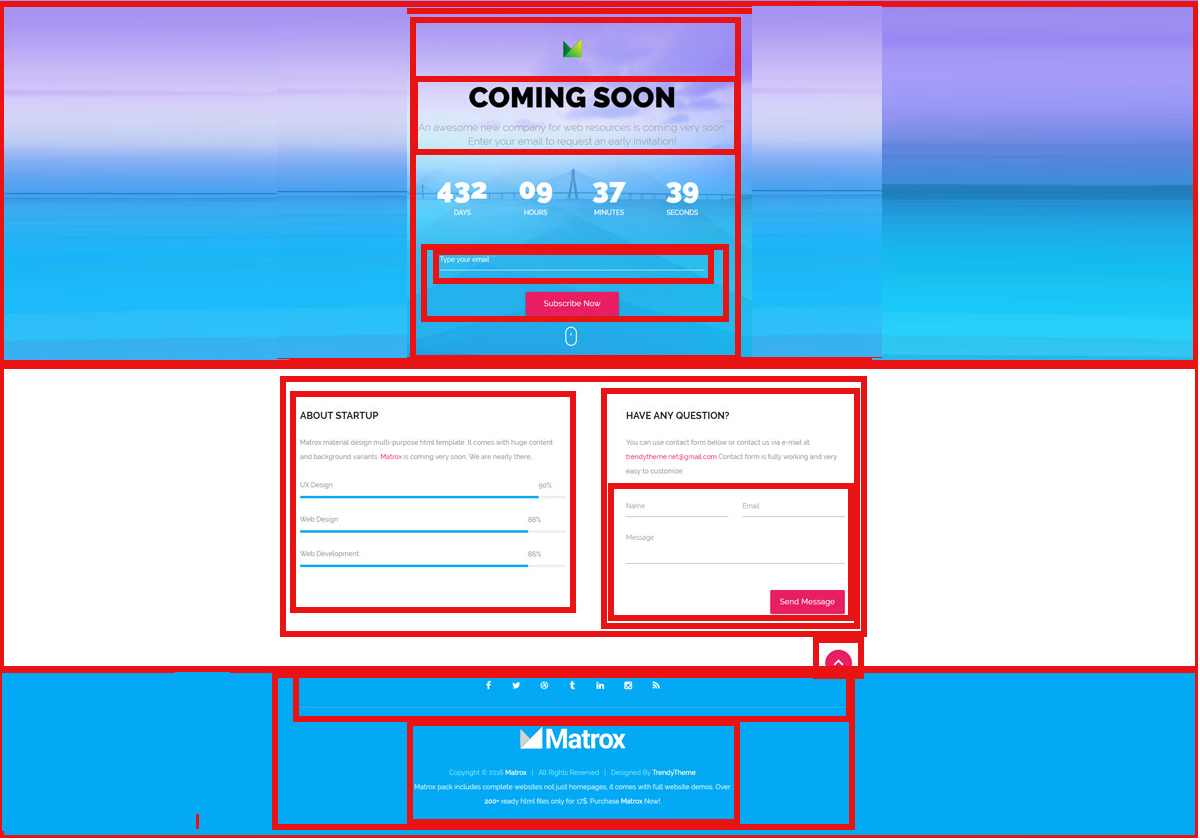 COMING SOON
An awesome new company for web resources is coming very soon.
Enter your email to request an early invitation!
432 09 37 39
DAYS HOURS MINUTES SECONDS
Type your email
Subscribe Now
ABOUT STARTUP
Matrox material design multi-purpose html template. It comes with huge content
and background variants. Matrox is coming very soon. We are nearly there..
UX Design 90%
Web Design 86%
Web Development 86%
HAVE ANY QUESTION?
You can use contact form below or contact us via e-mail at:
trendytheme.net@gmail.com Contact form is fully working and very
easy to customize.
Name Email
Message
Send Message
Matrox
Copyright © 2016 Matrox | All Rights Reserved | Designed By TrendyTheme
Matrox pack includes complete websites not just homepages, it comes with full website demos. Over
200+ ready html files only for 17$. Purchase Matrox Now!